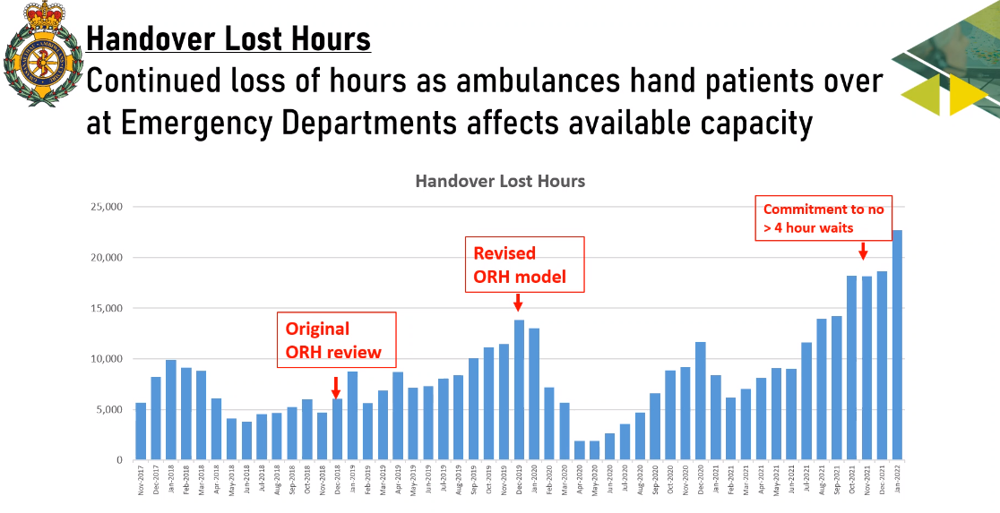 Handover Lost Hours
Continued loss of hours as ambulances hand patients over
at Emergency Departments affects available capacity
Handover Lost Hours
25,000
20,000
15,000
10,000
5,000
0
Commitment to no
> 4 hour waits
Revised
ORH model
Original
ORH review
Nov-2017
Dec-2017
Jan-2018
Feb-2018
Mar-2018
Apr-2018
May-2018
Jun-2018
Jul-2018
Aug-2018
Sep-2018
Oct-2018
Nov-2018
Dec-2018
Jan-2019
Feb-2019
Mar-2019
Apr-2019
May-2019
Jun-2019
Jul-2019
Aug-2019
Sep-2019
Oct-2019
Nov-2019
Dec-2019
Jan-2020
Feb-2020
Mar-2020
Apr-2020
May-2020
Jun-2020
Jul-2020
Aug-2020
Sep-2020
Oct-2020
Nov-2020
Dec-2020
Jan-2021
Feb-2021
Mar-2021
Apr-2021
May-2021
Jun-2021
Jul-2021
Aug-2021
Sep-2021
Oct-2021
Nov-2021
Dec-2021
Jan-2022